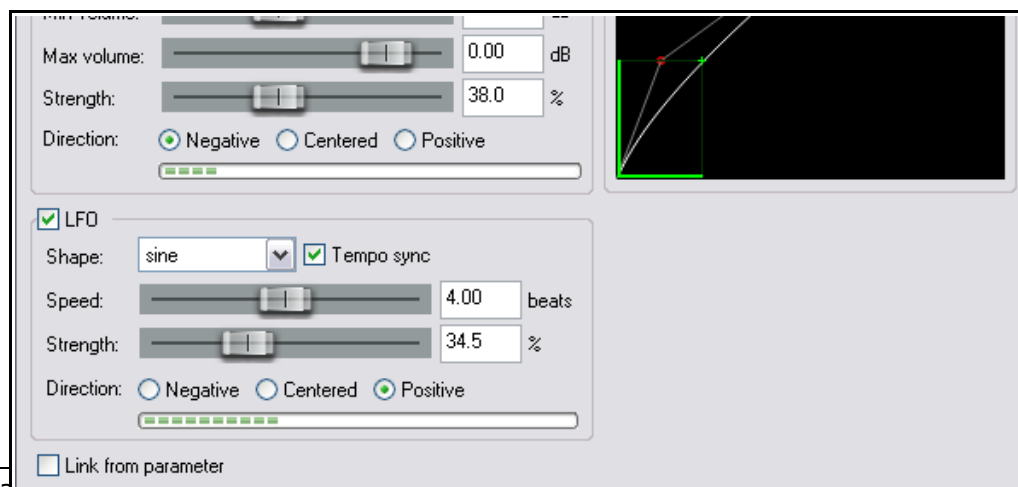 Max volume: 0.00 dB
Strength: 38.0 %
Direction: Negative Centered Positive
LFO
Shape: sine Tempo sync
Speed: 4.00 beats
Strength: 34.5 %
Direction: Negative Centered Positive
Link from parameter